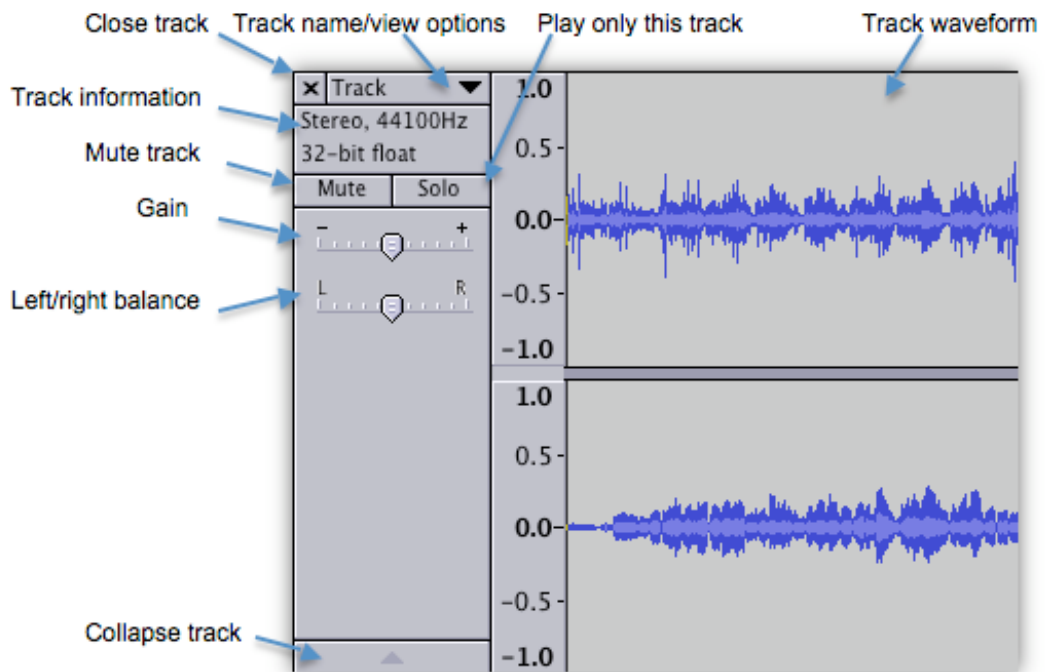 Close track Track name/view options Play only this track Track waveform
× Track
Track information
Stereo, 44100Hz
32-bit float
Mute track
Mute Solo
Gain
- +
Left/right balance
L R
Collapse track
1.0
0.5-
0.0-
-0.5-
-1.0
1.0
0.5-
0.0-
-0.5-
-1.0